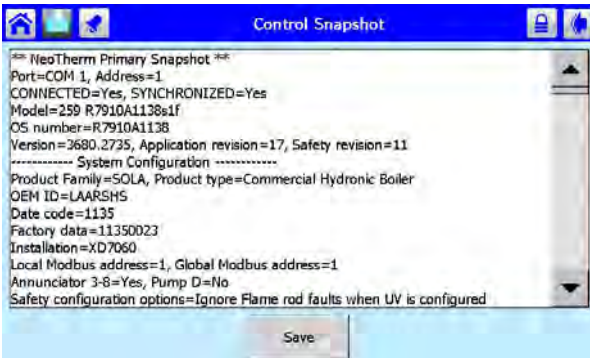 Control Snapshot
** NeoTherm Primary Snapshot **
Port=COM 1, Address=1
CONNECTED=Yes, SYNCHRONIZED=Yes
Model=259 R7910A1138s1f
OS number=R7910A1138
Version=3680.2735, Application revision=17, Safety revision=11
------------ System Configuration ------------
Product Family=SOLA, Product type=Commercial Hydronic Boiler
OEM ID=LAARSHS
Date code=1135
Factory data=11350023
Installation=XD7060
Local Modbus address=1, Global Modbus address=1
Annunciator 3-8=Yes, Pump D=No
Safety configuration options=Ignore Flame rod faults when UV is configured
Save